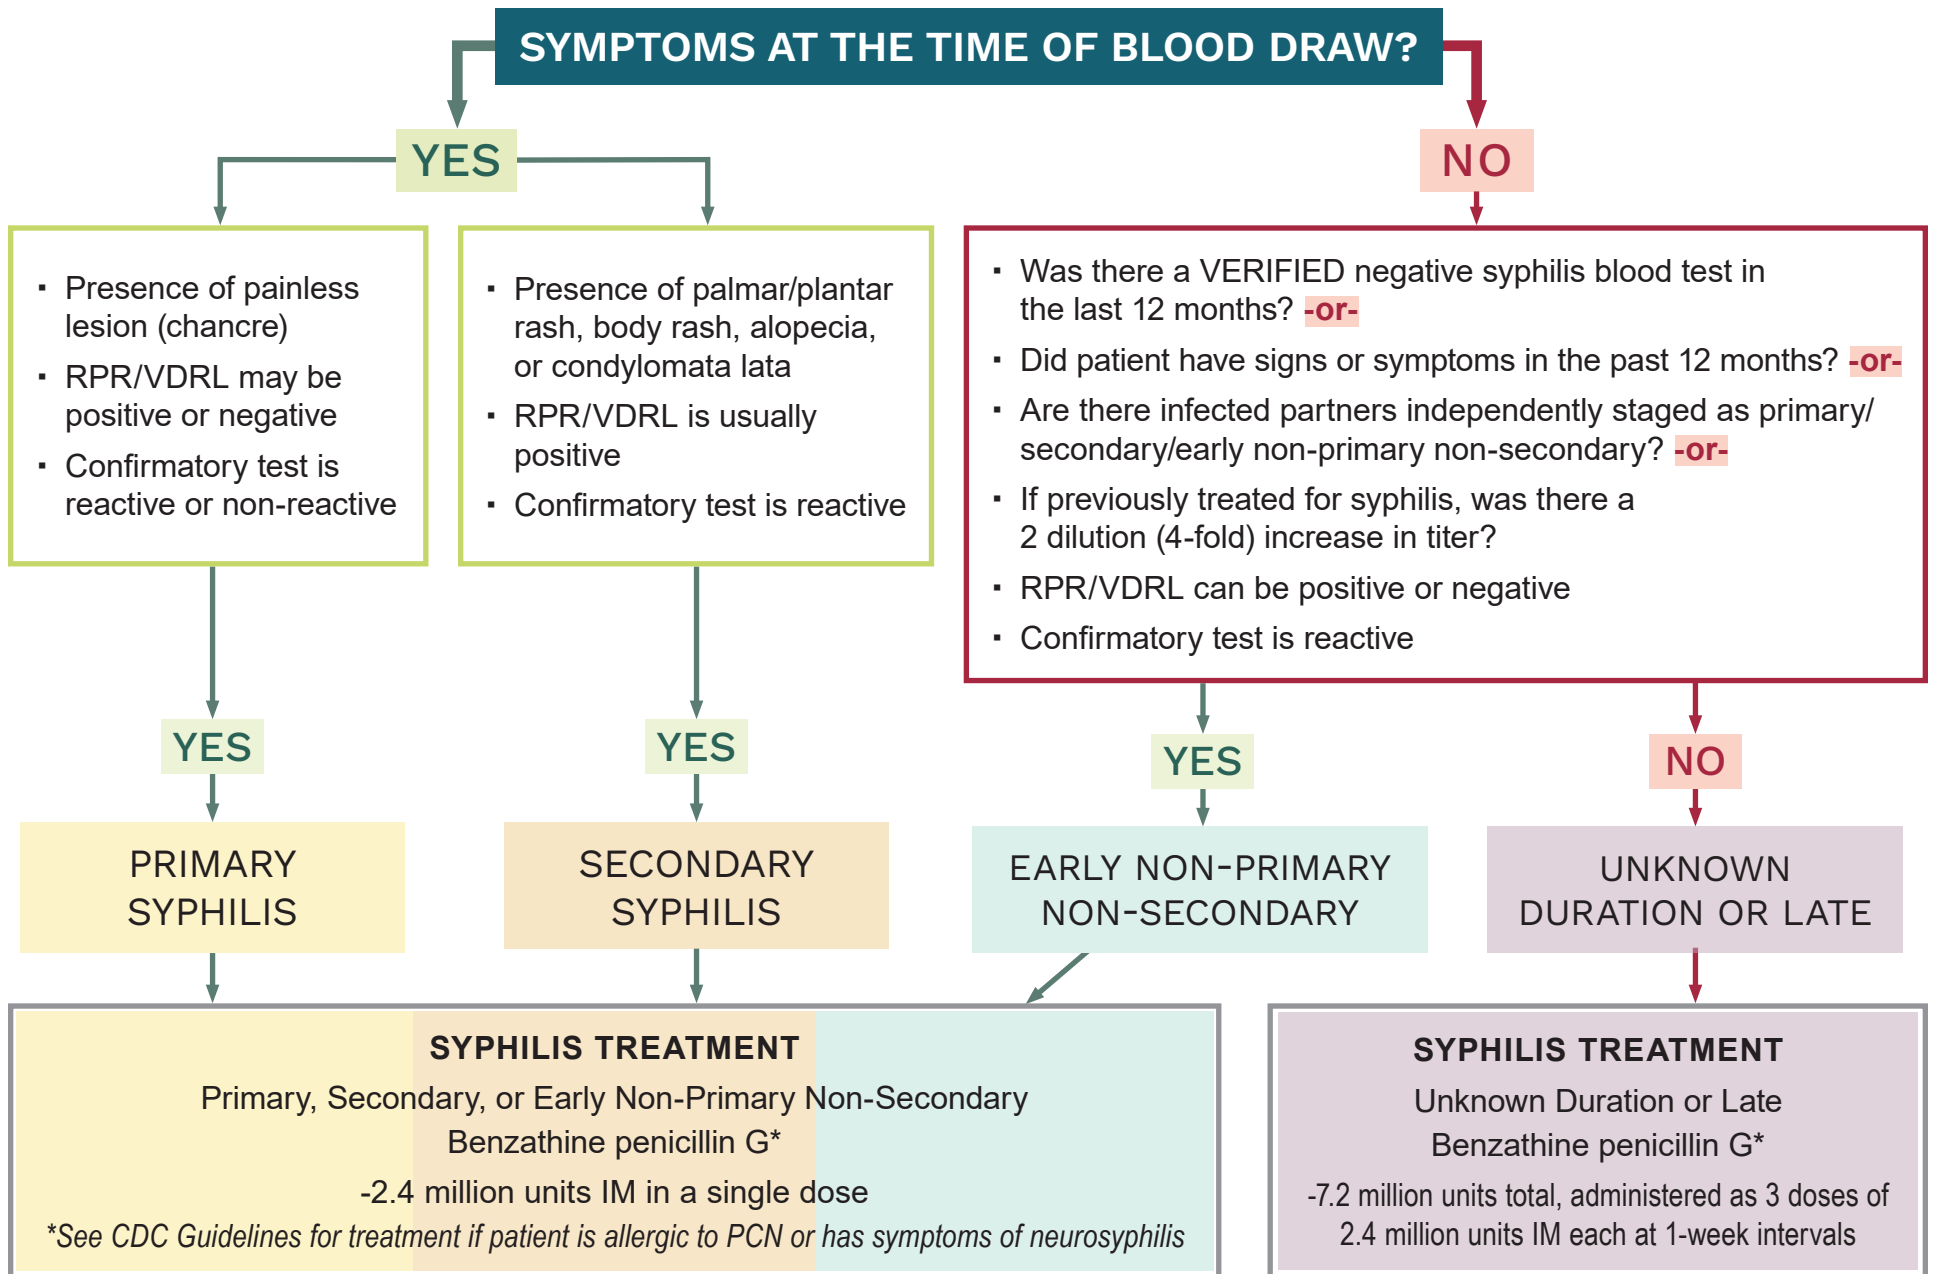 SYMPTOMS AT THE TIME OF BLOOD DRAW?
YES
NO
▪ Presence of painless
lesion (chancre)
▪ RPR/VDRL may be
positive or negative
▪ Confirmatory test is
reactive or non-reactive
▪ Presence of palmar/plantar
rash, body rash, alopecia,
or condylomata lata
▪ RPR/VDRL is usually
positive
▪ Confirmatory test is reactive
▪ Was there a VERIFIED negative syphilis blood test in
the last 12 months? -or-
▪ Did patient have signs or symptoms in the past 12 months? -or-
▪ Are there infected partners independently staged as primary/
secondary/early non-primary non-secondary? -or-
▪ If previously treated for syphilis, was there a
2 dilution (4-fold) increase in titer?
▪ RPR/VDRL can be positive or negative
▪ Confirmatory test is reactive
YES
YES
YES
NO
PRIMARY
SYPHILIS
SECONDARY
SYPHILIS
EARLY NON-PRIMARY
NON-SECONDARY
UNKNOWN
DURATION OR LATE
SYPHILIS TREATMENT
Primary, Secondary, or Early Non-Primary Non-Secondary
Benzathine penicillin G*
-2.4 million units IM in a single dose
*See CDC Guidelines for treatment if patient is allergic to PCN or has symptoms of neurosyphilis
SYPHILIS TREATMENT
Unknown Duration or Late
Benzathine penicillin G*
-7.2 million units total, administered as 3 doses of
2.4 million units IM each at 1-week intervals